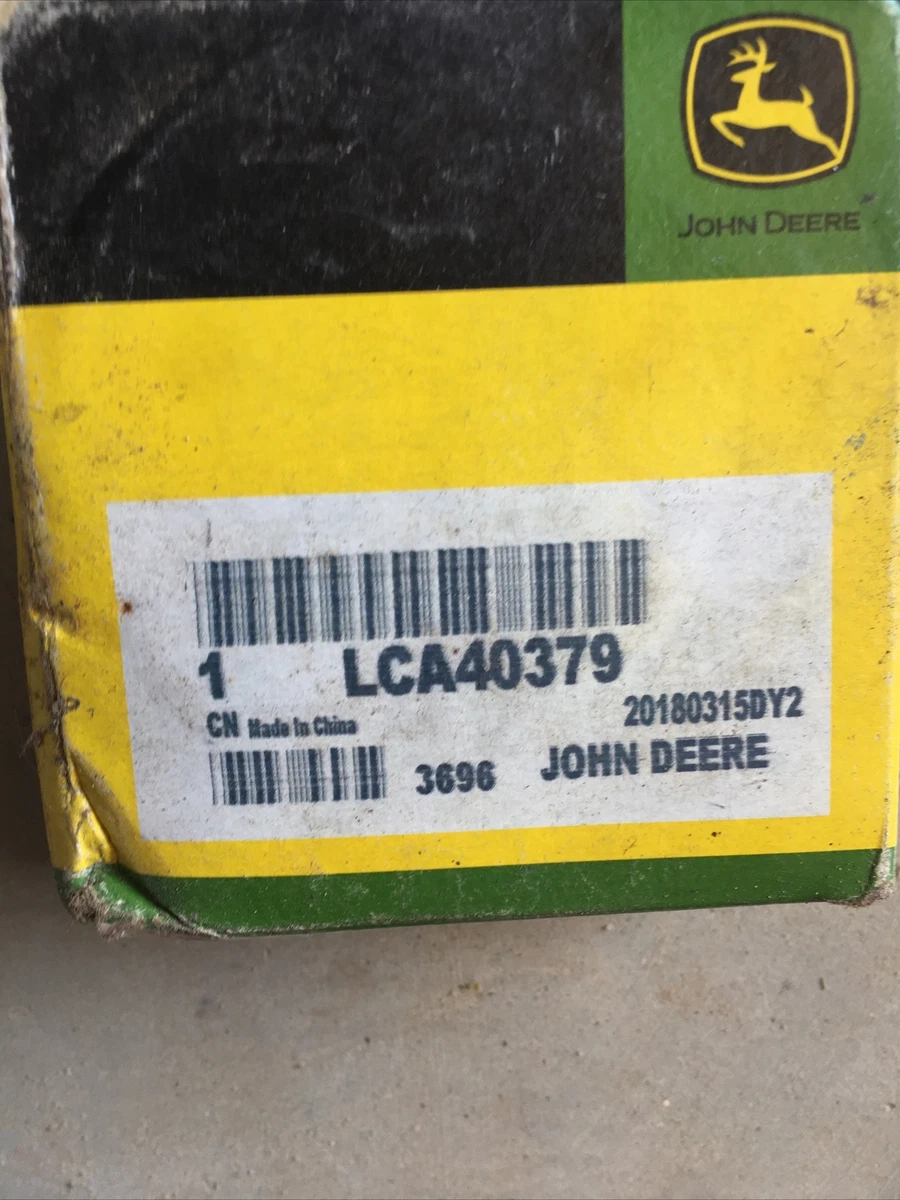 JOHN DEERE
1 LCA40379
20180315DY2
CN Made In China
3696 JOHN DEERE